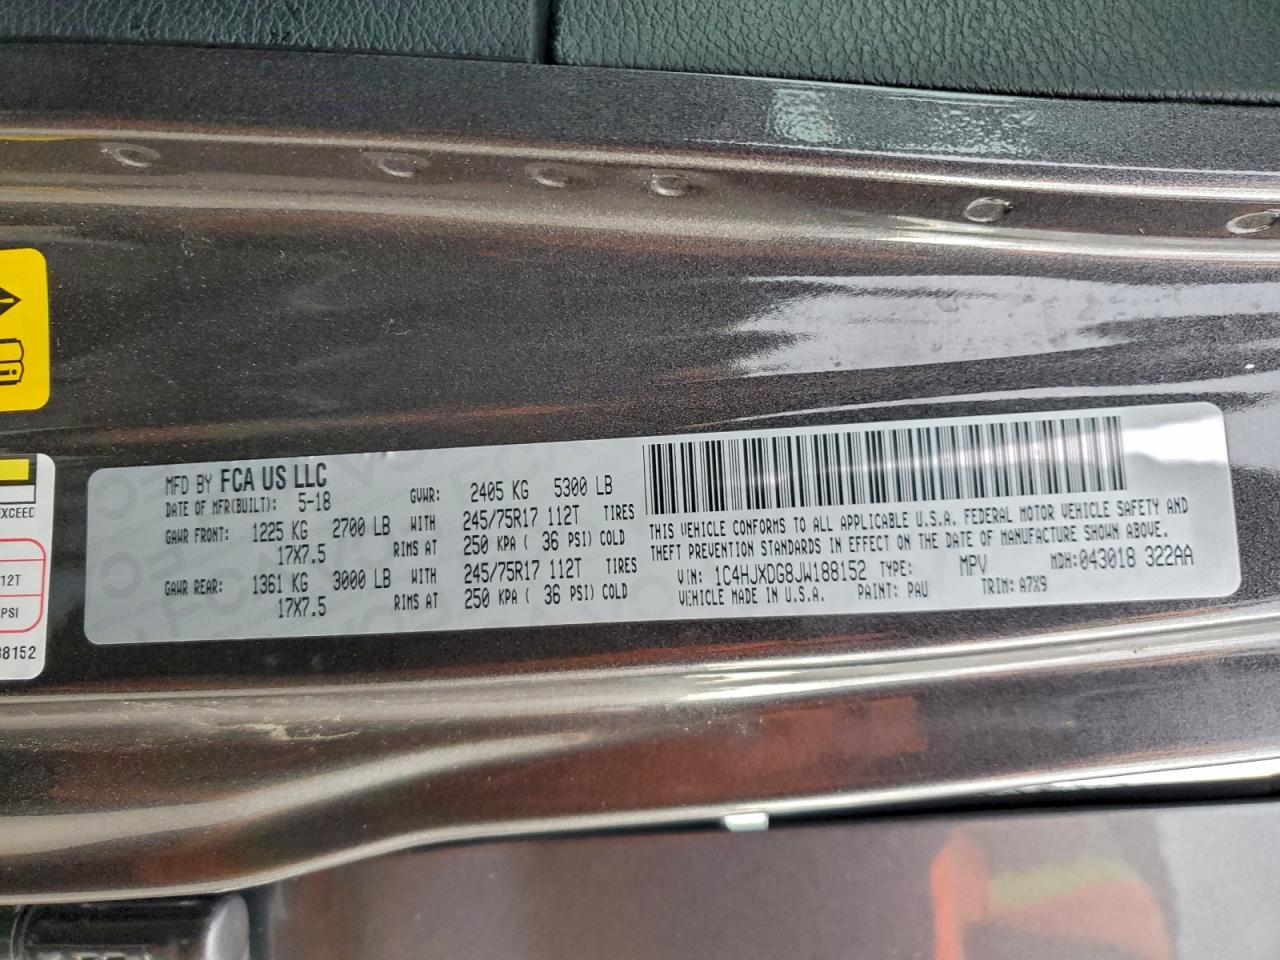 MFD BY FCA US LLC
DATE OF MFR(BUILT): 5-18 GVWR: 2405 KG 5300 LB
GAWR FRONT: 1225 KG 2700 LB WITH 245/75R17 112T TIRES
17X7.5 RIMS AT 250 KPA ( 36 PSI) COLD
GAWR REAR: 1361 KG 3000 LB WITH 245/75R17 112T TIRES
17X7.5 RIMS AT 250 KPA ( 36 PSI) COLD
THIS VEHICLE CONFORMS TO ALL APPLICABLE U.S.A. FEDERAL MOTOR VEHICLE SAFETY AND
THEFT PREVENTION STANDARDS IN EFFECT ON THE DATE OF MANUFACTURE SHOWN ABOVE.
VIN: 1C4HJXDG8JW188152 TYPE: MPV MDH:043018 322AA
VEHICLE MADE IN U.S.A. PAINT: PAU TRIM: A7X9
EXCEED
12T
PSI
88152